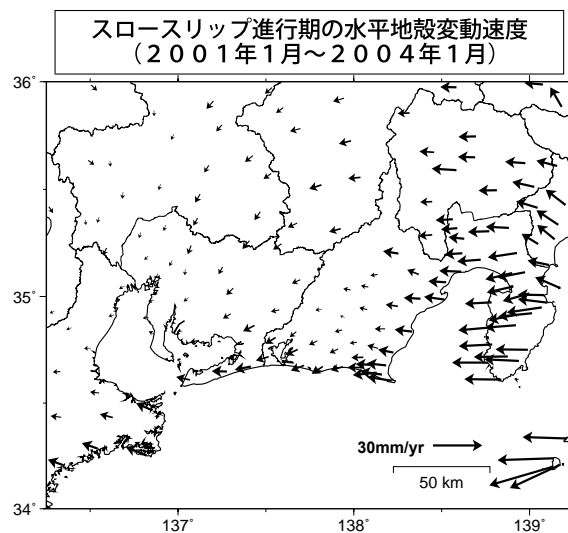 スロースリップ進行期の水平地殻変動速度
（２００１年１月～２００４年１月）
36˚
35˚
34˚
30mm/yr
50 km
137˚
138˚
139˚